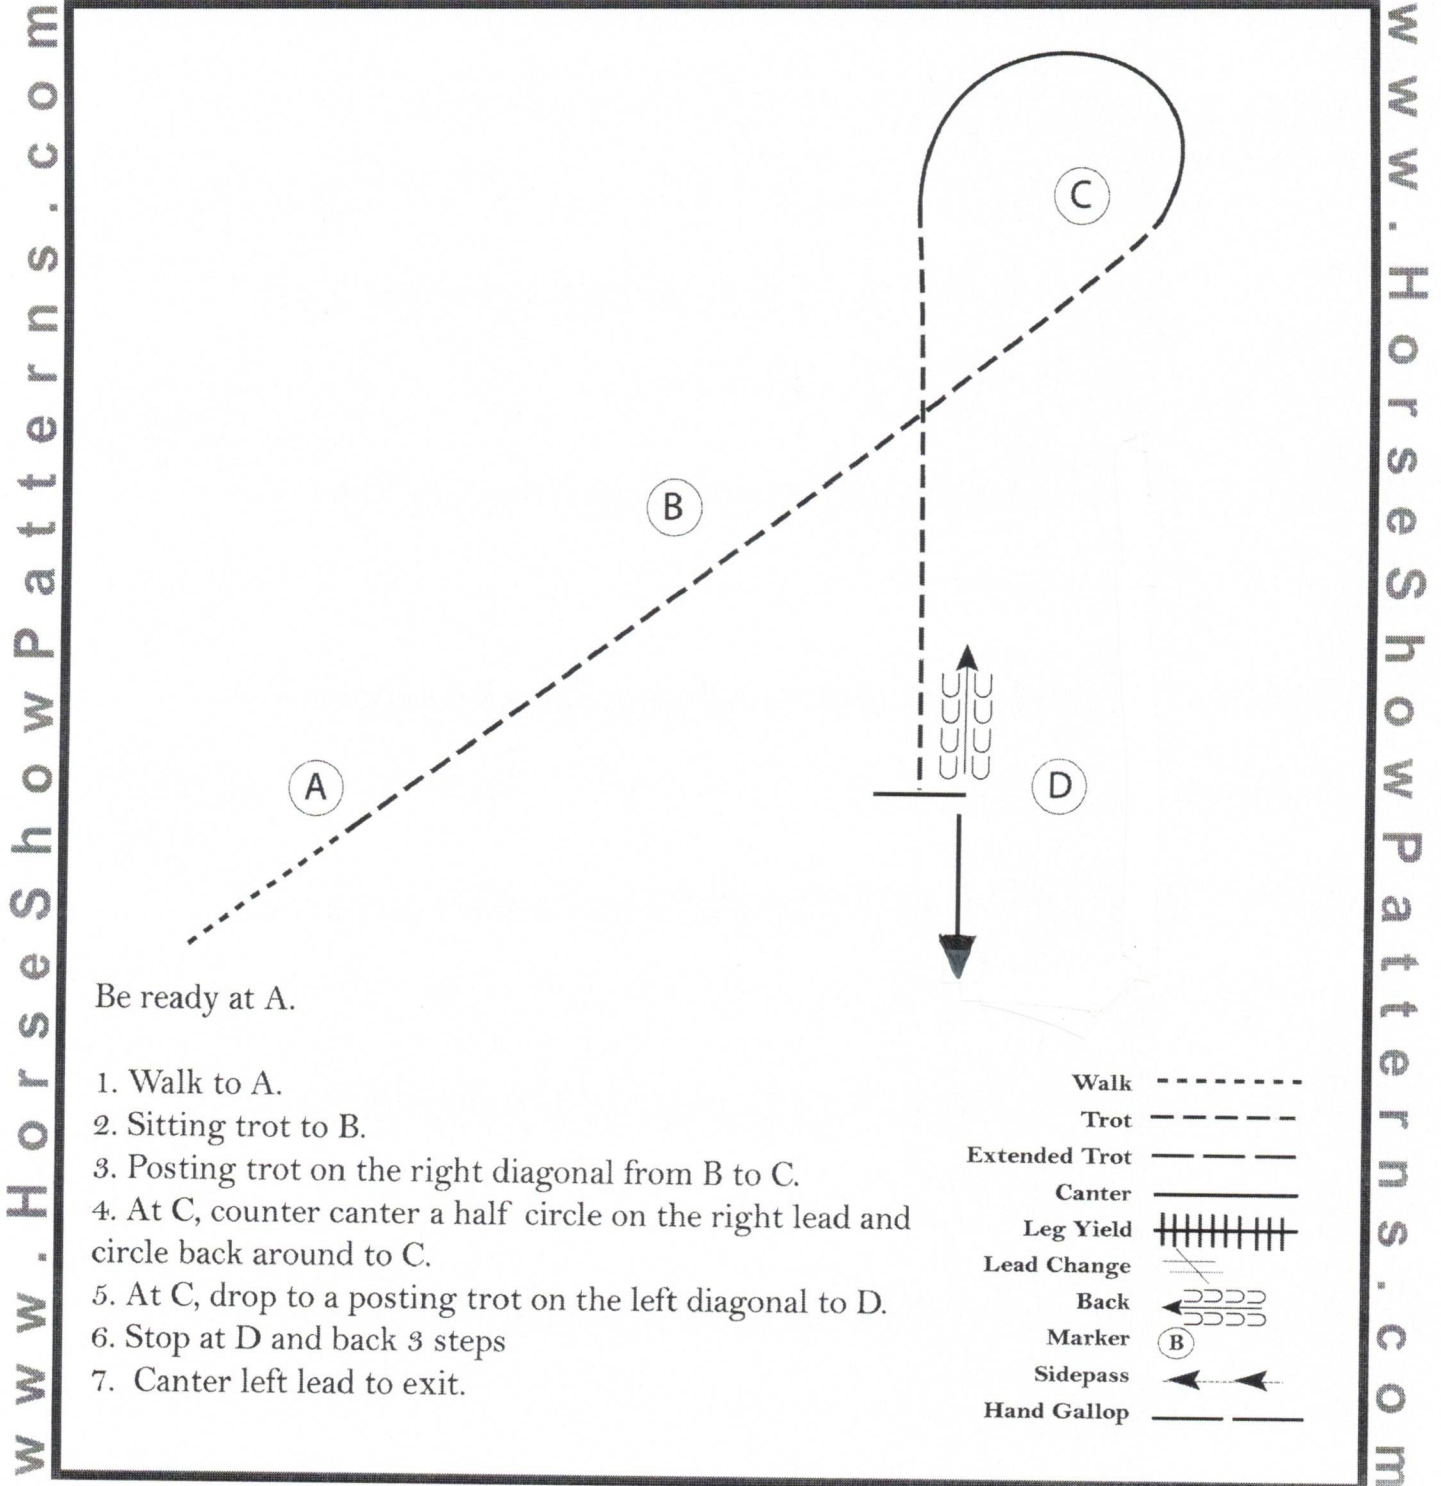 www.HorseShowPatterns.com
www.HorseShowPatterns.com
C
B
A
D
Be ready at A.
1. Walk to A.
2. Sitting trot to B.
3. Posting trot on the right diagonal from B to C.
4. At C, counter canter a half circle on the right lead and
circle back around to C.
5. At C, drop to a posting trot on the left diagonal to D.
6. Stop at D and back 3 steps
7. Canter left lead to exit.
Walk
Trot
Extended Trot
Canter
Leg Yield
Lead Change
Back
Marker B
Sidepass
Hand Gallop